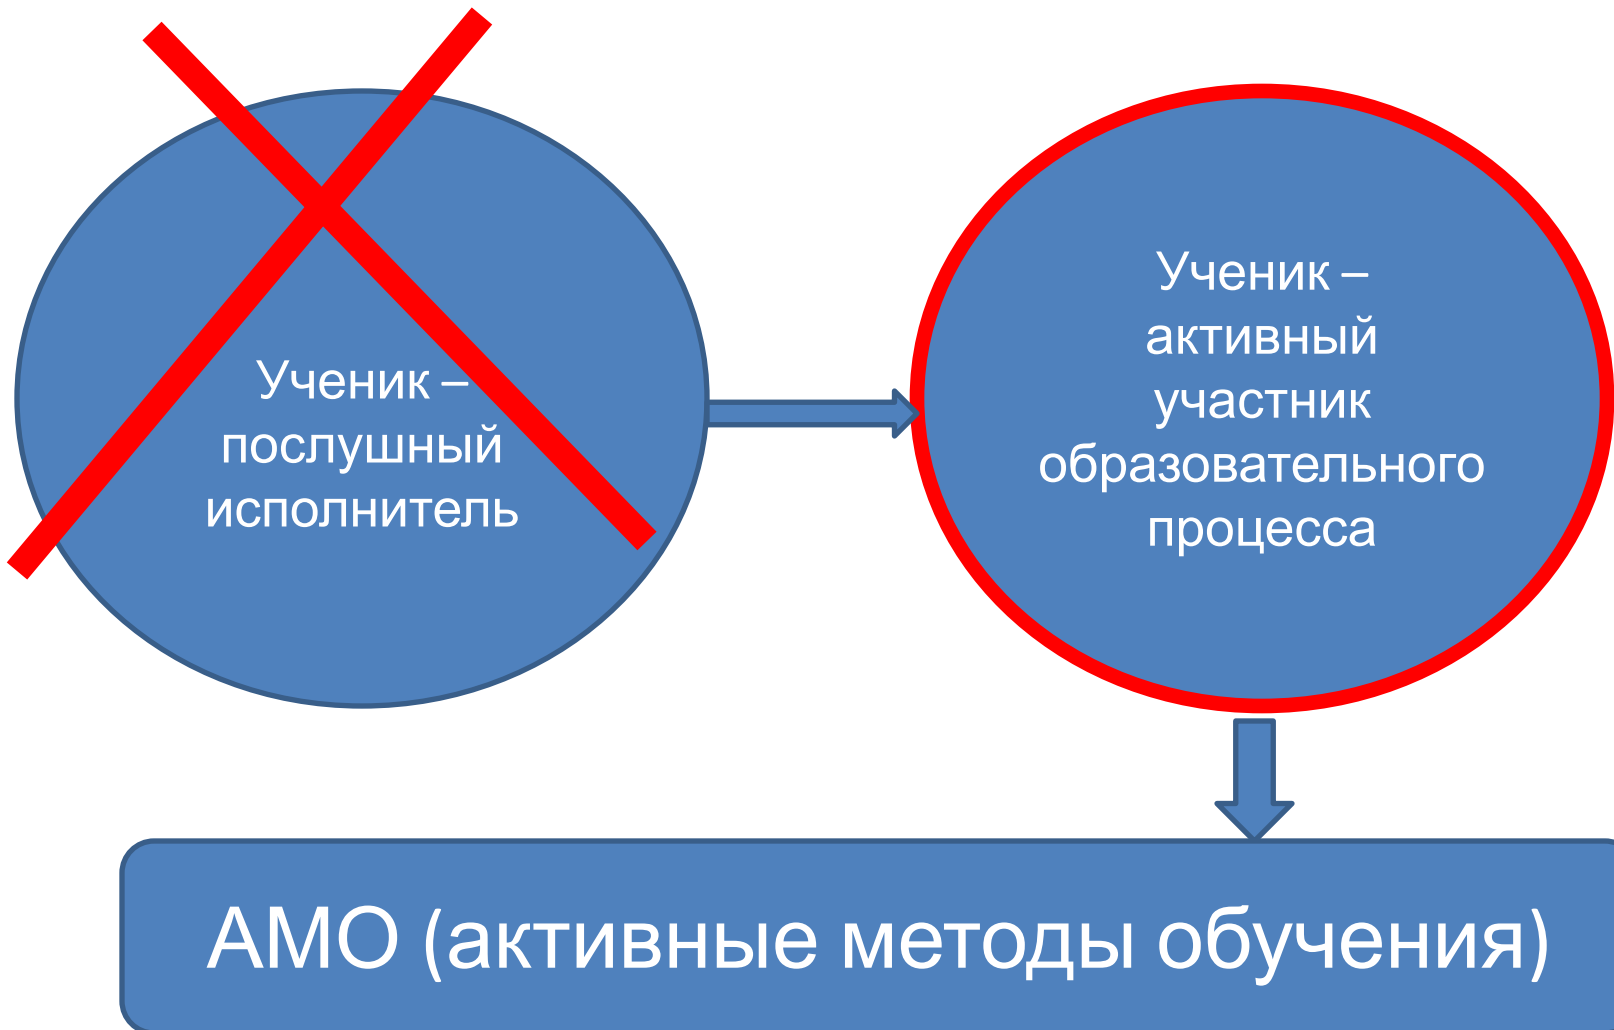 Ученик –
послушный
исполнитель
Ученик –
активный
участник
образовательного
процесса
АМО (активные методы обучения)